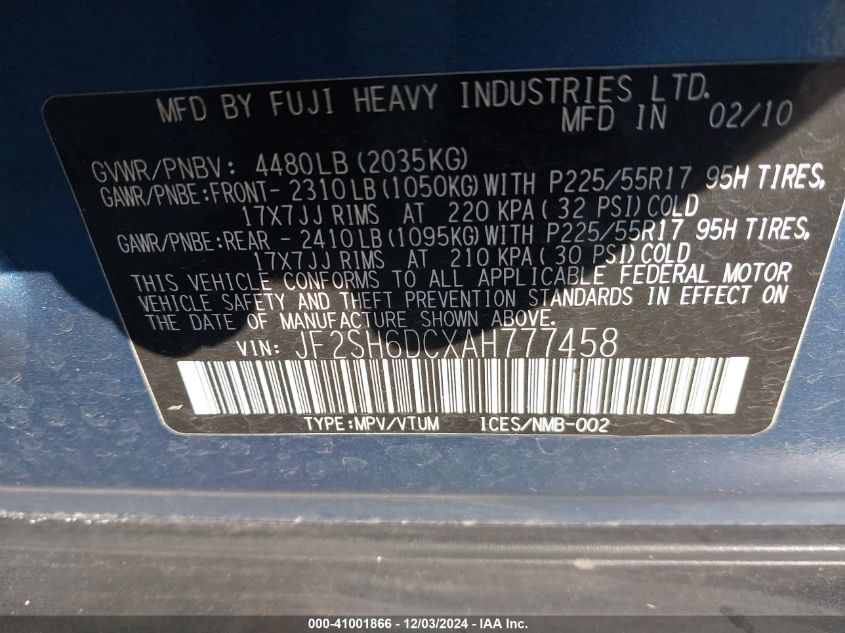 MFD BY FUJI HEAVY INDUSTRIES LTD.
MFD IN 02/10
GVWR/PNBV: 4480LB(2035KG)
GAWR/PNBE:FRONT- 2310LB(1050KG)WITH P225/55R17 95H TIRES,
17X7JJ RIMS AT 220 KPA( 32 PSI)COLD
GAWR/PNBE:REAR - 2410LB(1095KG)WITH P225/55R17 95H TIRES,
17X7JJ RIMS AT 210 KPA( 30 PSI)COLD
THIS VEHICLE CONFORMS TO ALL APPLICABLE FEDERAL MOTOR
VEHICLE SAFETY AND THEFT PREVENTION STANDARDS IN EFFECT ON
THE DATE OF MANUFACTURE SHOWN ABOVE.
VIN: JF2SH6DCXAH777458
TYPE:MPV/VTUM ICES/NMB-002
000-41001866 - 12/03/2024 - IAA Inc.